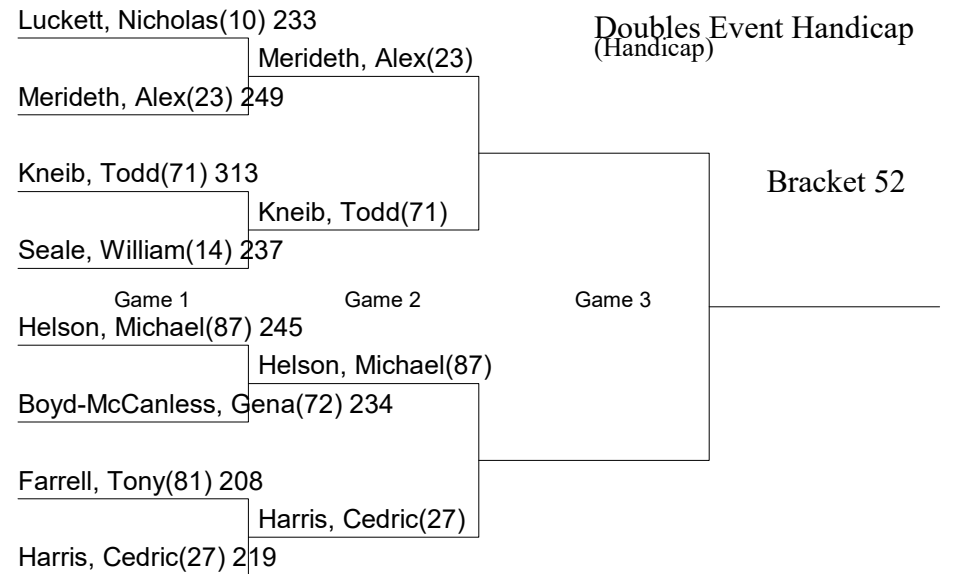 Luckett, Nicholas(10) 233
Doubles Event Handicap
(Handicap)
Merideth, Alex(23)
Merideth, Alex(23) 249
Kneib, Todd(71) 313
Bracket 52
Kneib, Todd(71)
Seale, William(14) 237
Game 1
Game 2
Game 3
Helson, Michael(87) 245
Helson, Michael(87)
Boyd-McCanless, Gena(72) 234
Farrell, Tony(81) 208
Harris, Cedric(27)
Harris, Cedric(27) 219